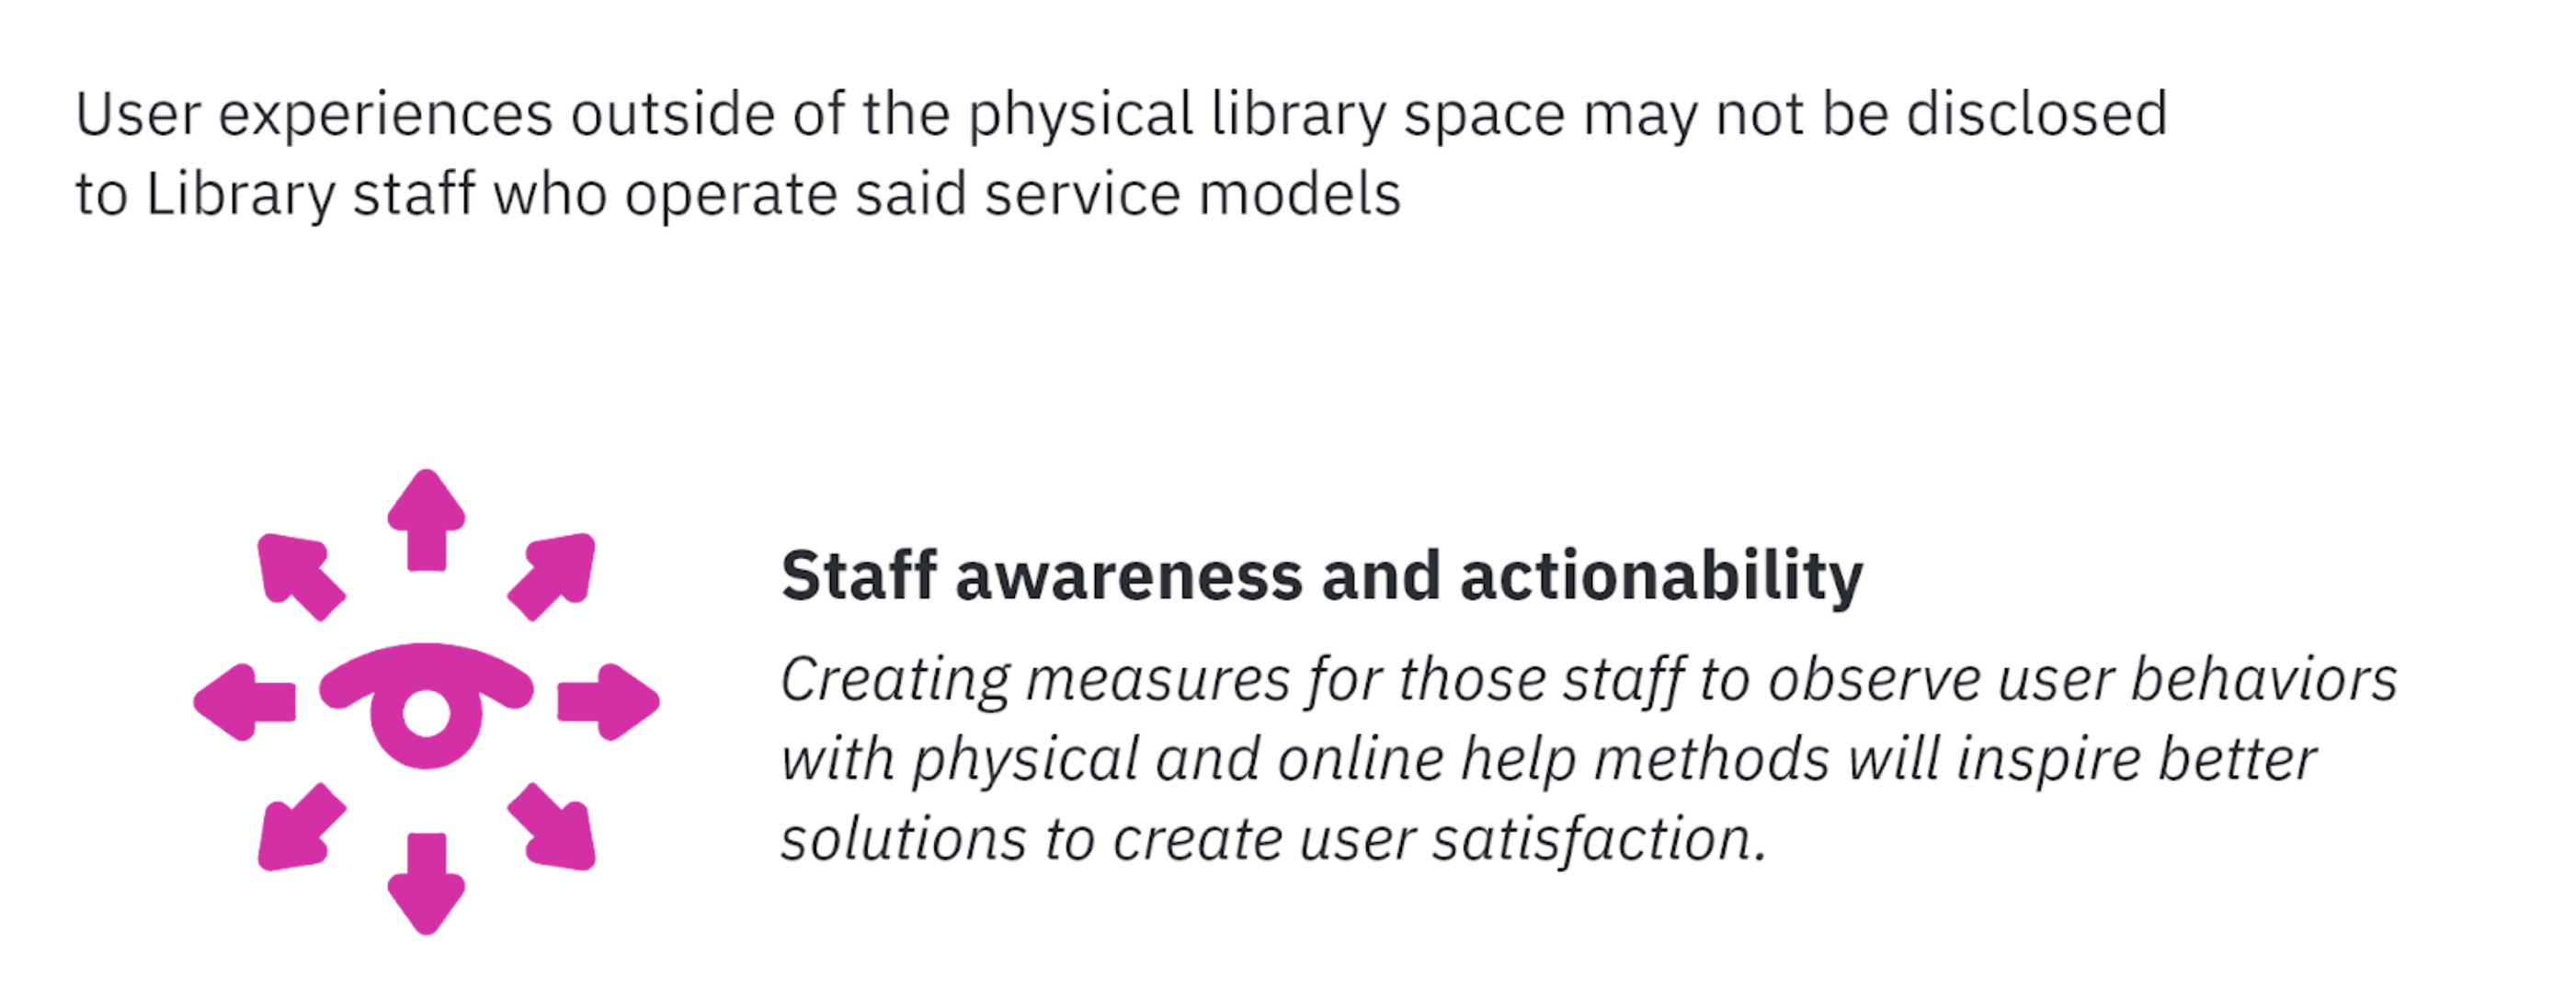 User experiences outside of the physical library space may not be disclosed
to Library staff who operate said service models
Staff awareness and actionability
Creating measures for those staff to observe user behaviors
with physical and online help methods will inspire better
solutions to create user satisfaction.